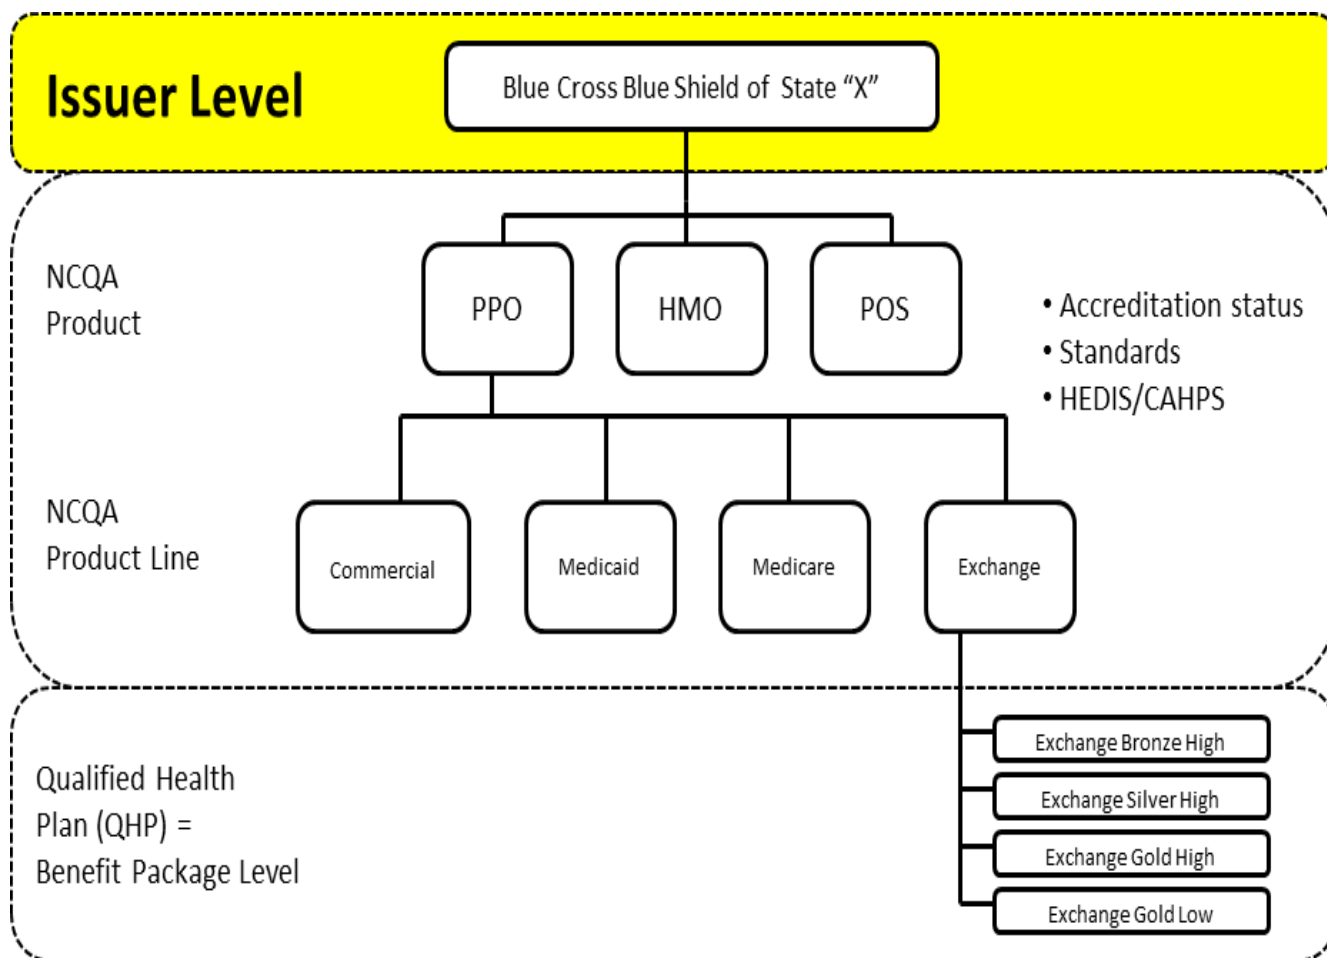 Issuer Level
Blue Cross Blue Shield of State “X”
NCQA
Product
PPO
HMO
POS
• Accreditation status
• Standards
• HEDIS/CAHPS
NCQA
Product Line
Commercial
Medicaid
Medicare
Exchange
Qualified Health
Plan (QHP) =
Benefit Package Level
Exchange Bronze High
Exchange Silver High
Exchange Gold High
Exchange Gold Low